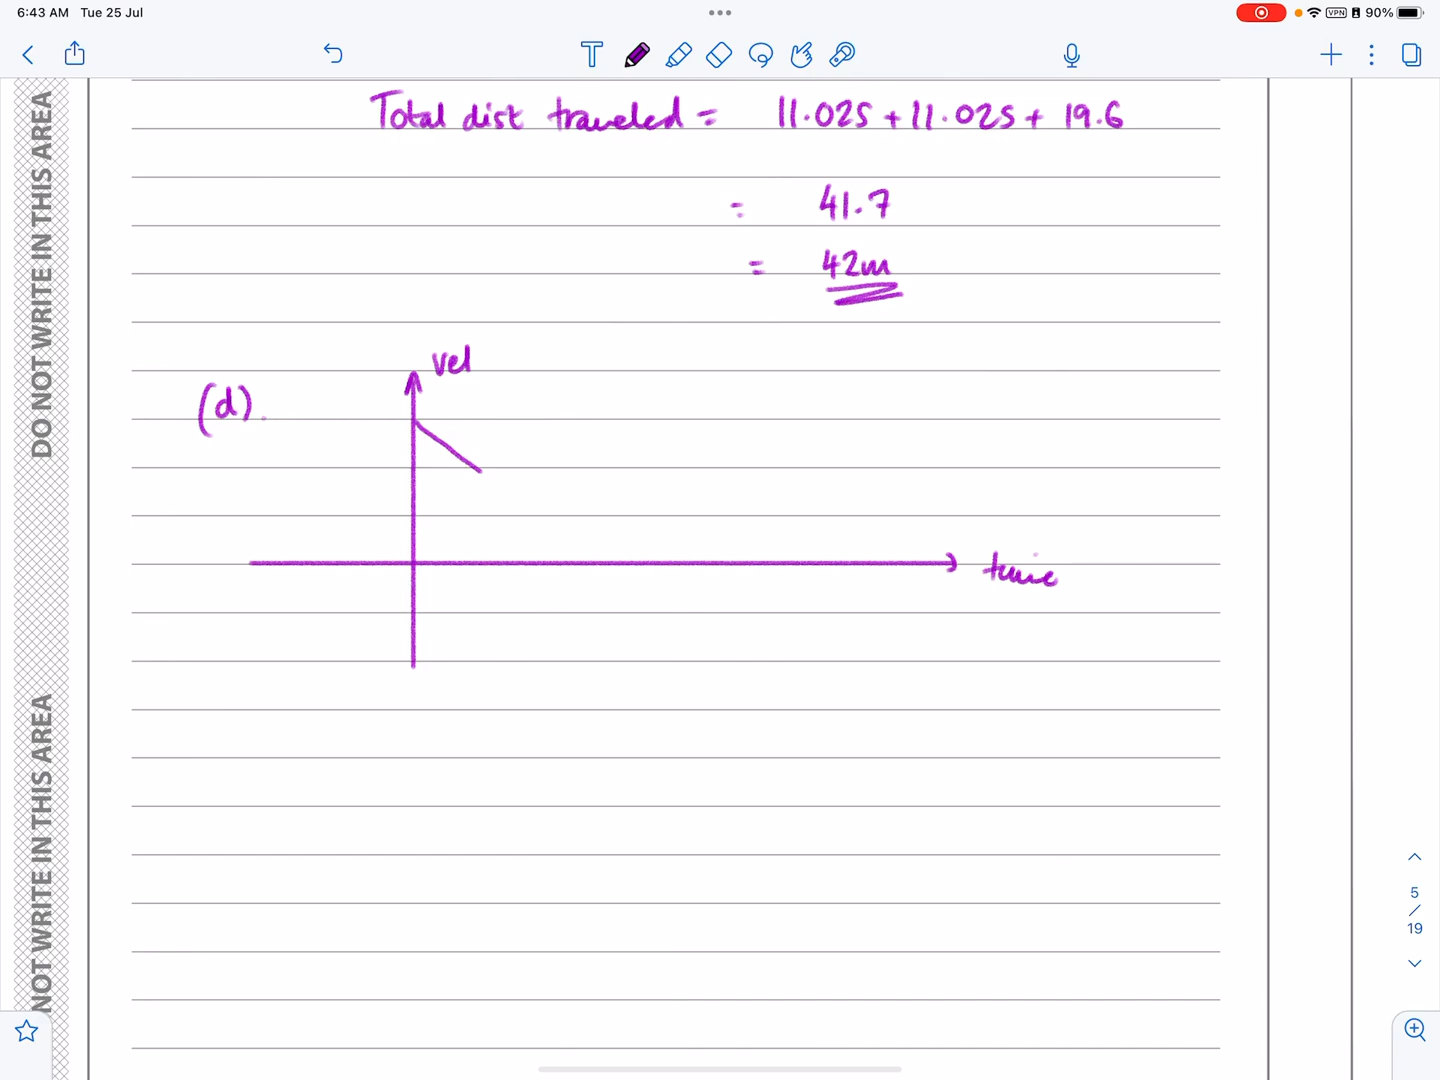 6:43 AM Tue 25 Jul
VPN 90%
T
DO NOT WRITE IN THIS AREA
Total dist traveled = 11.025 + 11.025 + 19.6
= 41.7
= 42m
(d).
vel
time
NOT WRITE IN THIS AREA
5
/
19